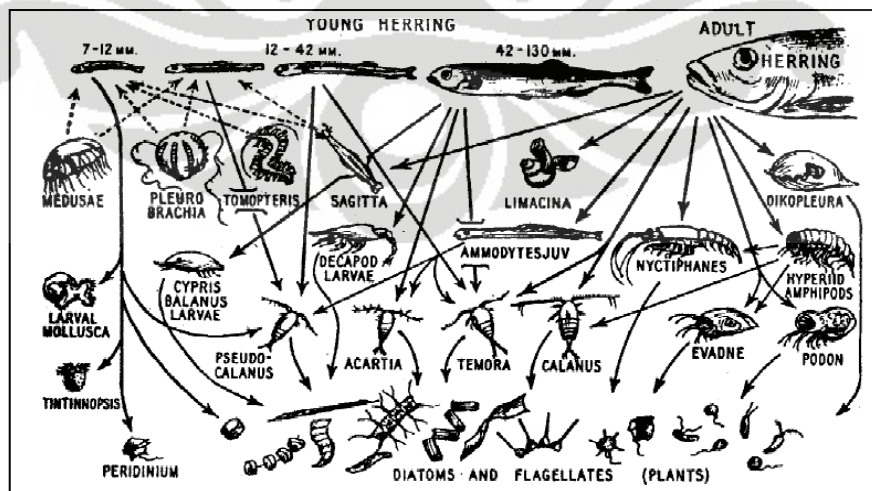 YOUNG HERRING
ADULT
HERRING
7-12 MM.
12-42 MM.
42-130 MM.
MEDUSAE
PLEURO
BRACHIA
TOMOPTERIS
SAGITTA
LIMACINA
OIKOPLEURA
CYPRIS
BALANUS
LARVAE
DECAPOD
LARVAE
AMMODYTES JUV
NYCTIPHANES
HYPERIID
AMPHIPODS
LARVAL
MOLLUSCA
PSEUDO-
CALANUS
ACARTIA
TEMORA
CALANUS
EVADNE
PODON
TINTINNOPSIS
PERIDINIUM
DIATOMS AND FLAGELLATES (PLANTS)